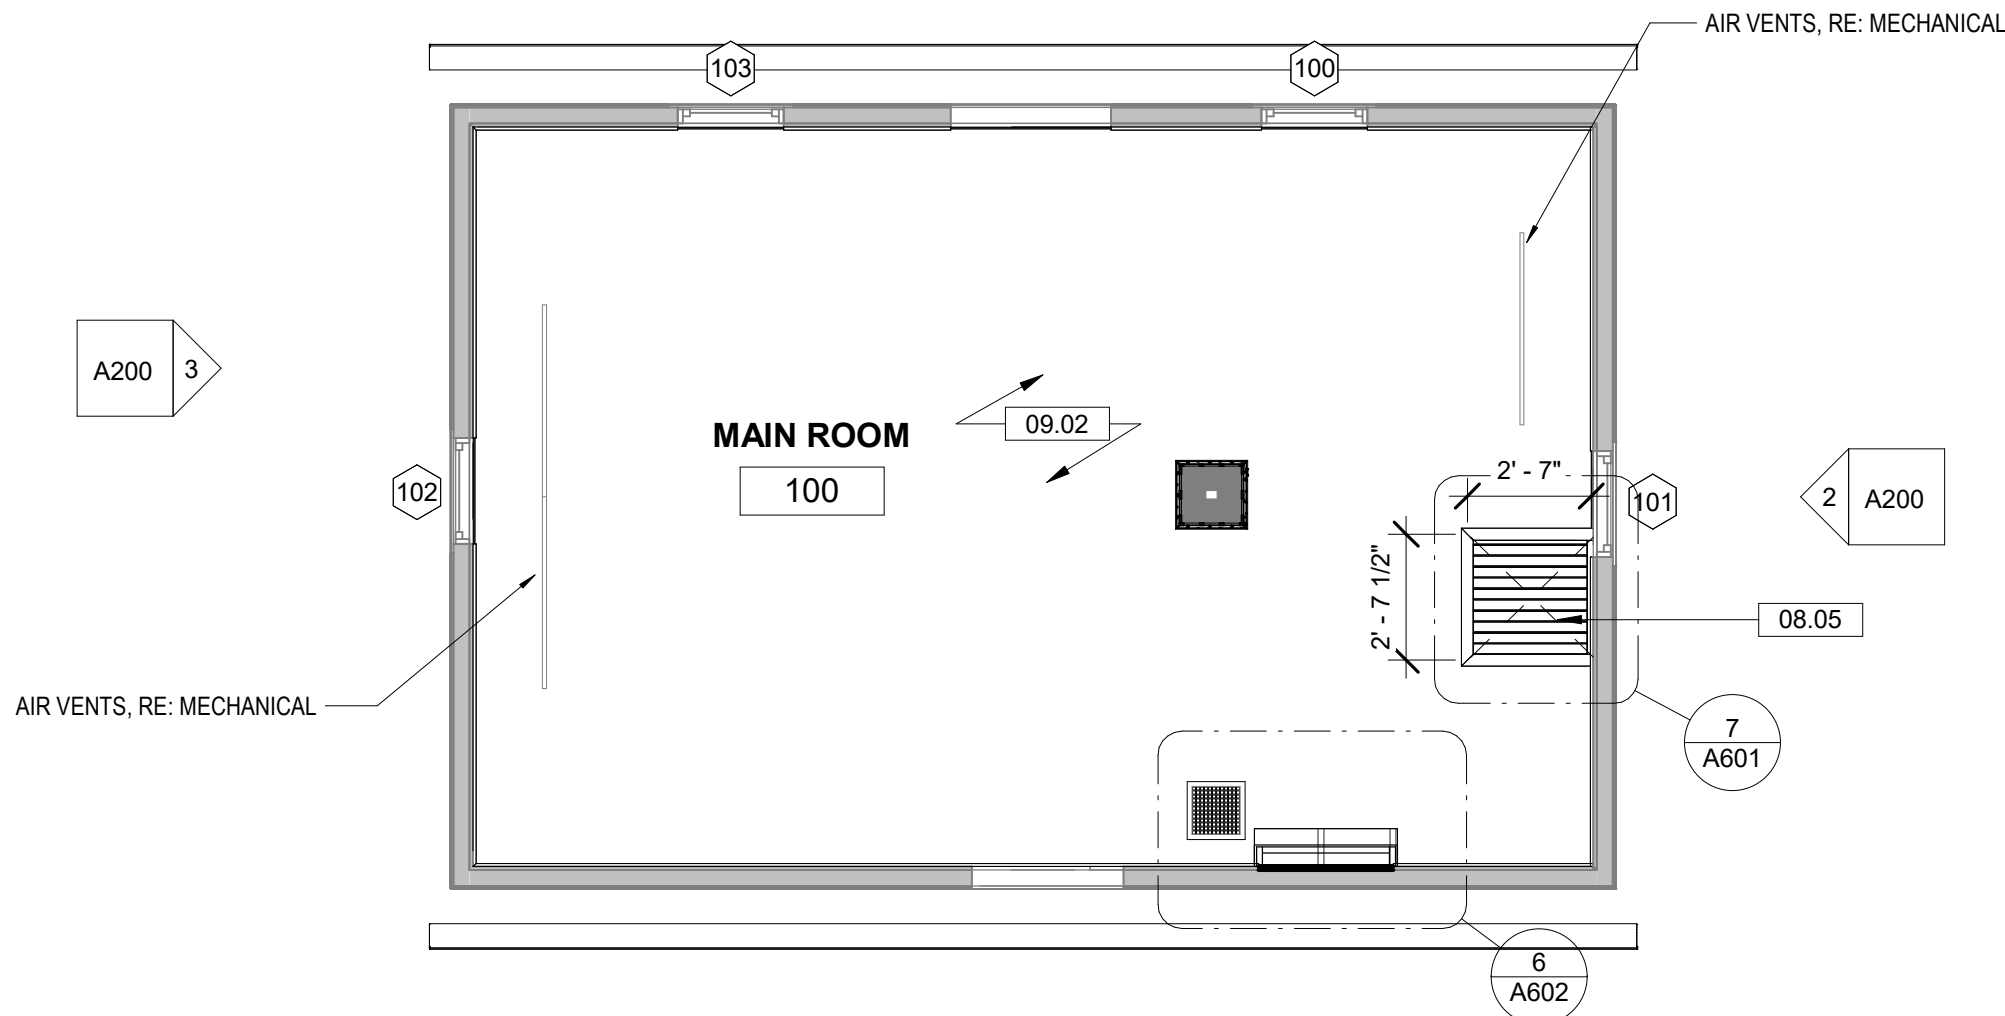 AIR VENTS, RE: MECHANICAL
103
100
A200
3
MAIN ROOM
100
09.02
102
2' - 7"
101
2
A200
2' - 7 1/2"
08.05
AIR VENTS, RE: MECHANICAL
7
A601
6
A602